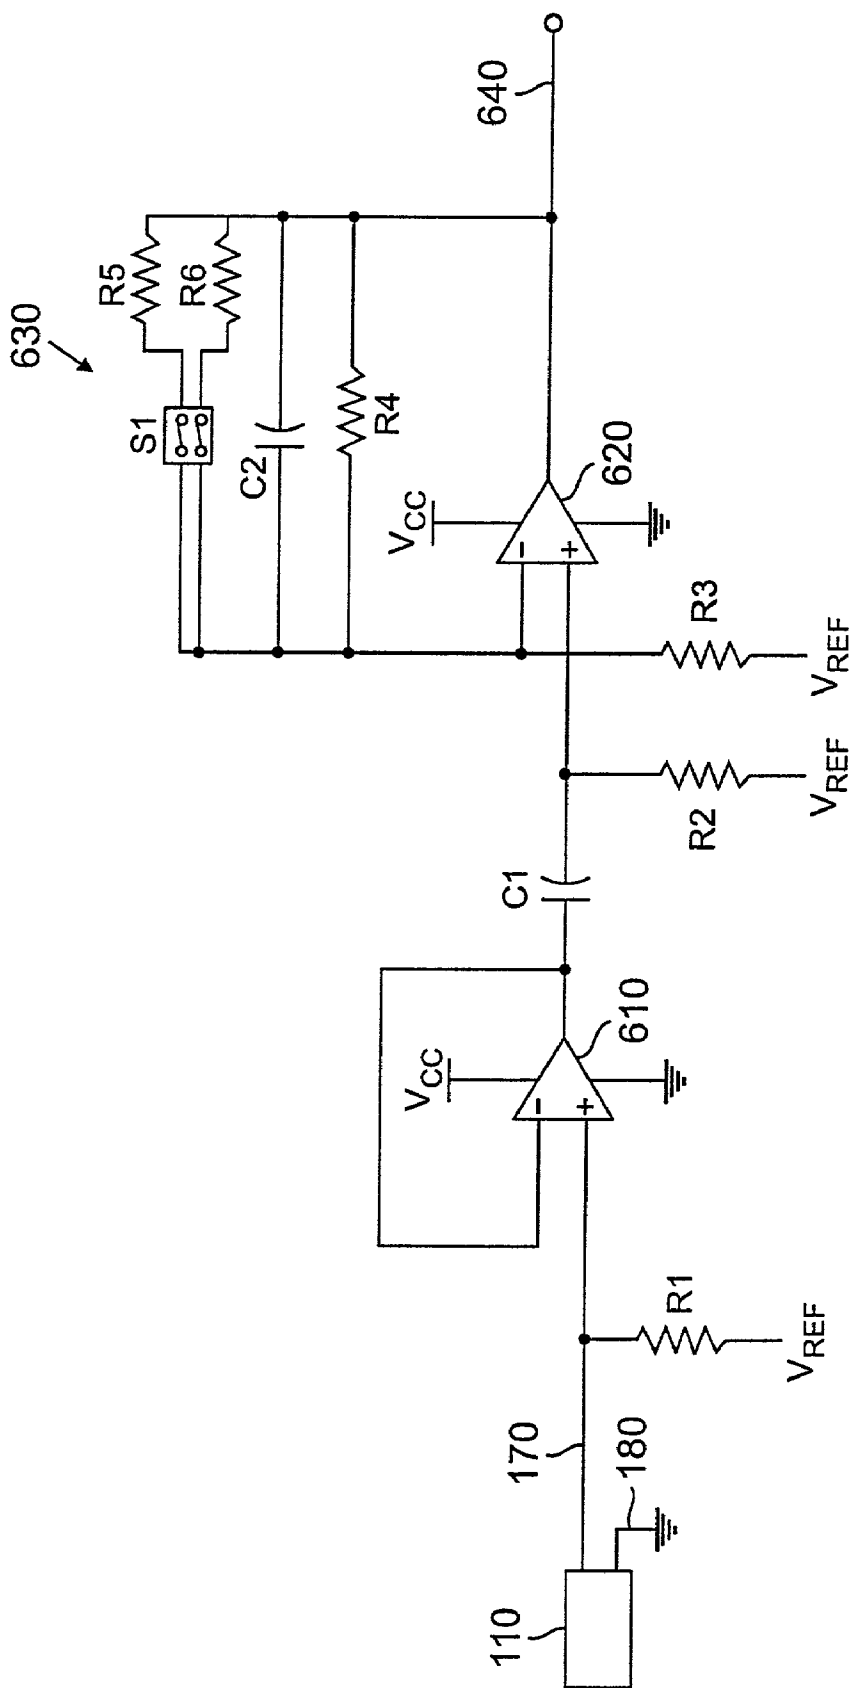 630
R5
R6
S1
C2
R4
640
VCC
620
-
+
R3
VREF
R2
VREF
C1
VCC
610
-
+
R1
VREF
170
180
110